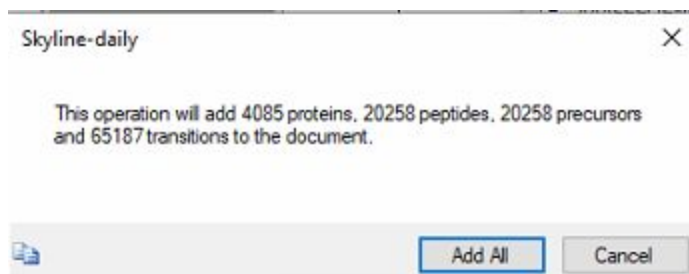 Skyline-daily
This operation will add 4085 proteins, 20258 peptides, 20258 precursors
and 65187 transitions to the document.
Add All
Cancel